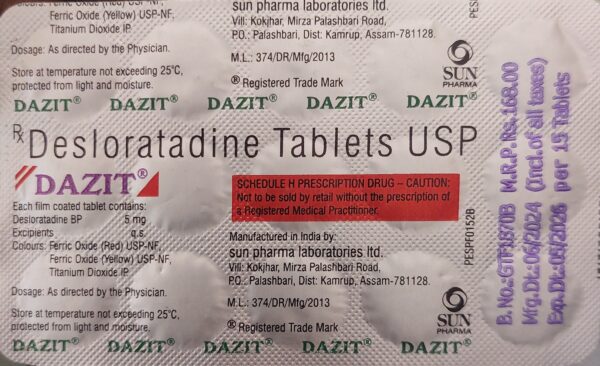 Ferric Oxide (Yellow) USP-NF,
Titanium Dioxide IP
Dosage: As directed by the Physician.
Store at temperature not exceeding 25°C,
protected from light and moisture.
sun pharma laboratories ltd.
Vill: Kokjhar, Mirza Palashbari Road,
P.O.: Palashbari, Dist: Kamrup, Assam-781128.
M.L.: 374/DR/Mfg/2013
® Registered Trade Mark
SUN
PHARMA
DAZIT® DAZIT® DAZIT® DAZIT® DAZIT®
Rx Desloratadine Tablets USP
DAZIT®
Each film coated tablet contains:
Desloratadine BP 5 mg
Excipients q.s.
Colours: Ferric Oxide (Red) USP-NF,
Ferric Oxide (Yellow) USP-NF,
Titanium Dioxide IP
Dosage: As directed by the Physician.
Store at temperature not exceeding 25°C,
protected from light and moisture.
SCHEDULE H PRESCRIPTION DRUG – CAUTION:
Not to be sold by retail without the prescription of
a Registered Medical Practitioner.
Manufactured in India by:
sun pharma laboratories ltd.
Vill: Kokjhar, Mirza Palashbari Road,
P.O.: Palashbari, Dist: Kamrup, Assam-781128.
M.L.: 374/DR/Mfg/2013
® Registered Trade Mark
SUN
PHARMA
DAZIT® DAZIT® DAZIT® DAZIT® DAZIT®
PESPF0152B
B. No.:GTF1870B M.R.P. Rs.168.00
Mfg.Dt.:06/2024 (Incl.of all taxes)
Exp.Dt.:05/2026 per 15 Tablets